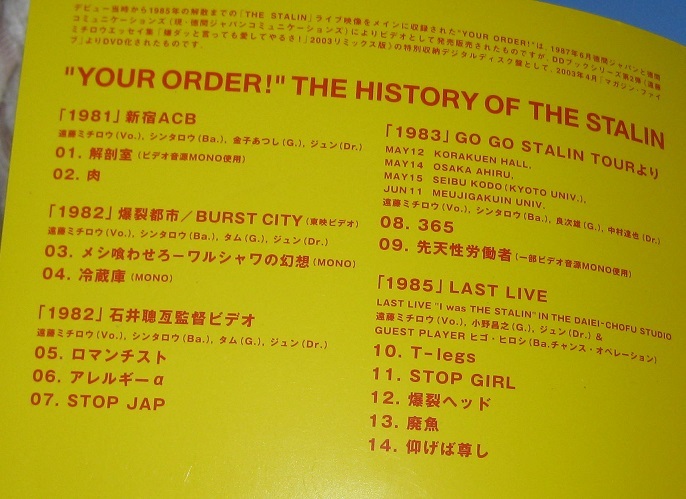 デビュー当時から1985年の解散までの「THE STALIN」ライブ映像をメインに収録された"YOUR ORDER!"は、1987年6月徳間ジャパンと徳間
コミュニケーションズ(現・徳間ジャパンコミュニケーションズ)によりビデオとして発売販売されたものですが、DDブックシリーズ第2弾「遠藤
ミチロウエッセイ集「嫌ダッと言っても愛してやるさ!」2003リミックス版」の特別収納デジタルディスク盤として、2003年4月「マガジン・ファイ
ブ」よりDVD化されたものです。
"YOUR ORDER!" THE HISTORY OF THE STALIN
「1981」新宿ACB
遠藤ミチロウ(Vo.), シンタロウ(Ba.), 金子あつし(G.), ジュン(Dr.)
01. 解剖室(ビデオ音源MONO使用)
02. 肉
「1982」爆裂都市/BURST CITY(東映ビデオ)
遠藤ミチロウ(Vo.), シンタロウ(Ba.), タム(G.), ジュン(Dr.)
03. メシ喰わせろーワルシャワの幻想(MONO)
04. 冷蔵庫(MONO)
「1982」石井聰亙監督ビデオ
遠藤ミチロウ(Vo.), シンタロウ(Ba.), タム(G.), ジュン(Dr.)
05. ロマンチスト
06. アレルギーα
07. STOP JAP
「1983」GO GO STALIN TOURより
MAY12 KORAKUEN HALL,
MAY14 OSAKA AHIRU,
MAY15 SEIBU KODO(KYOTO UNIV.),
JUN11 MEUJIGAKUIN UNIV.
遠藤ミチロウ(Vo.), シンタロウ(Ba.), 良次雄(G.), 中村達也(Dr.)
08. 365
09. 先天性労働者(一部ビデオ音源MONO使用)
「1985」LAST LIVE
LAST LIVE "I was THE STALIN" IN THE DAIEI-CHOFU STUDIO
遠藤ミチロウ(Vo.), 小野昌之(G.), ジュン(Dr.) &
GUEST PLAYER ヒゴ・ヒロシ(Ba.チャンス・オペレーション)
10. T-legs
11. STOP GIRL
12. 爆裂ヘッド
13. 廃魚
14. 仰げば尊し